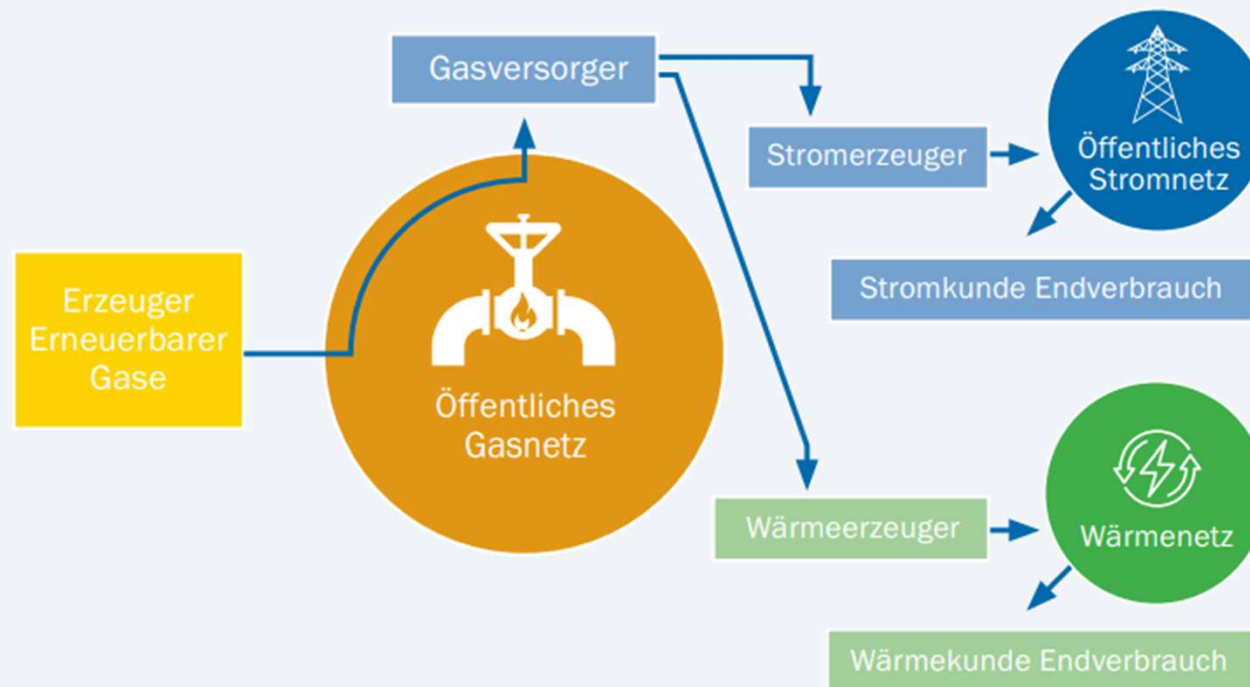 Gasversorger
Stromerzeuger
Öffentliches
Stromnetz
Stromkunde Endverbrauch
Erzeuger
Erneuerbarer
Gase
Öffentliches
Gasnetz
Wärmeerzeuger
Wärmenetz
Wärmekunde Endverbrauch